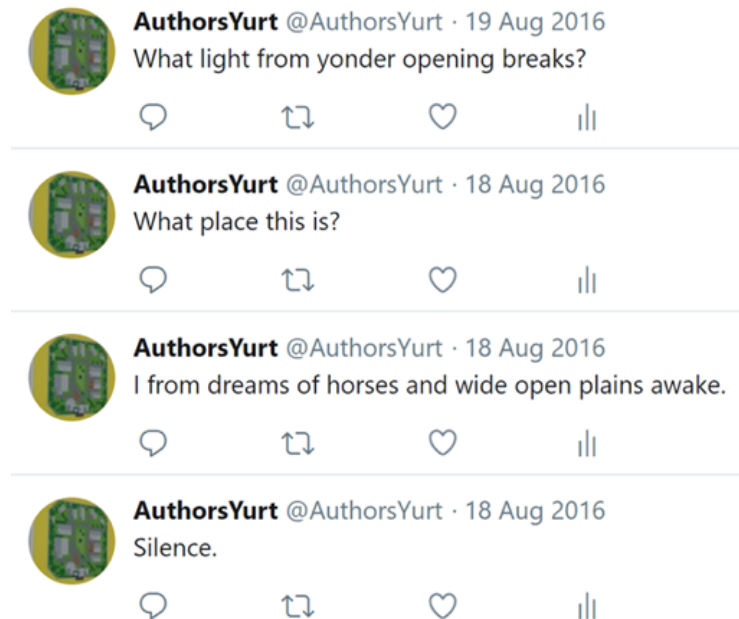 AuthorsYurt @AuthorsYurt · 19 Aug 2016
What light from yonder opening breaks?
AuthorsYurt @AuthorsYurt · 18 Aug 2016
What place this is?
AuthorsYurt @AuthorsYurt · 18 Aug 2016
I from dreams of horses and wide open plains awake.
AuthorsYurt @AuthorsYurt · 18 Aug 2016
Silence.